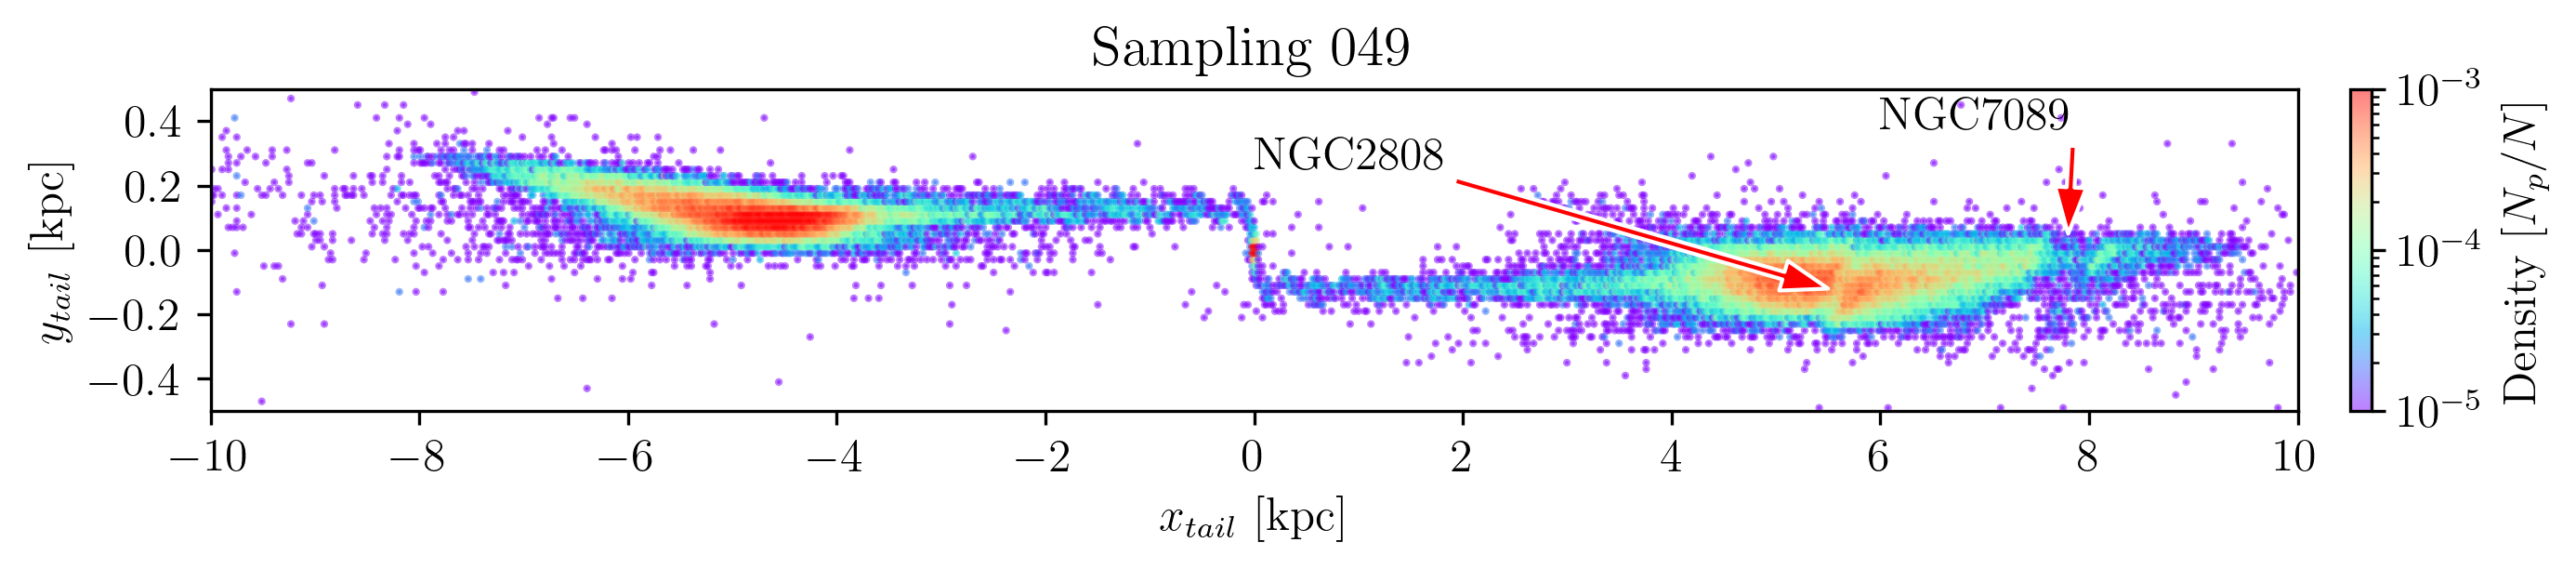 Sampling 049
NGC7089
NGC2808
0.4
0.2
0.0
−0.2
−0.4
y_tail [kpc]
−10 −8 −6 −4 −2 0 2 4 6 8 10
x_tail [kpc]
10⁻³
10⁻⁴
10⁻⁵
Density [N_p/N]